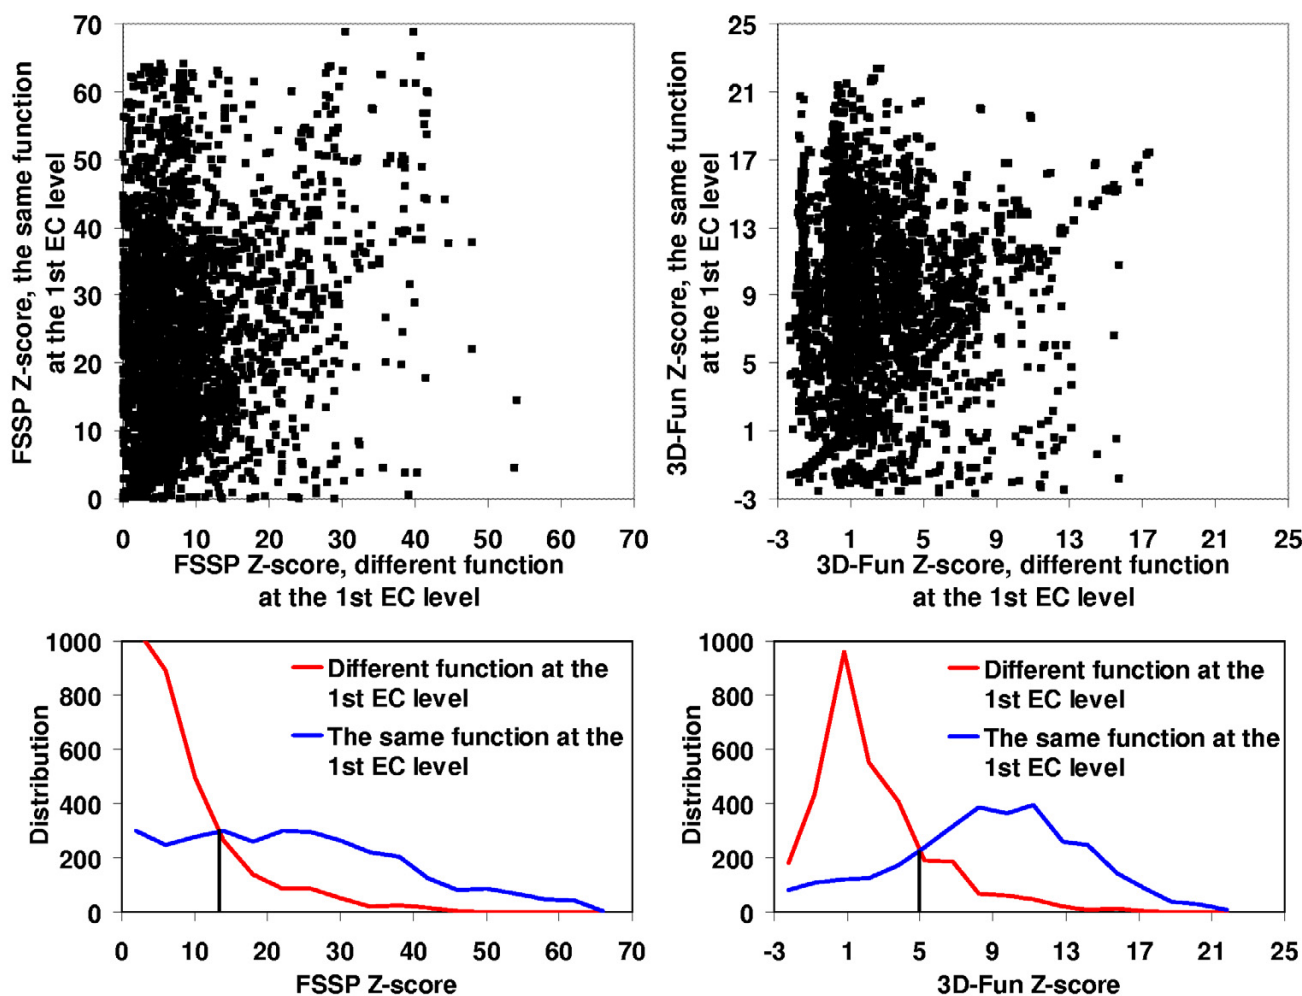 FSSP Z-score, the same function
at the 1st EC level
70
60
50
40
30
20
10
0
0 10 20 30 40 50 60 70
FSSP Z-score, different function
at the 1st EC level
3D-Fun Z-score, the same function
at the 1st EC level
25
21
17
13
9
5
1
-3
-3 1 5 9 13 17 21 25
3D-Fun Z-score, different function
at the 1st EC level
Distribution
1000
800
600
400
200
0
Different function at the
1st EC level
The same function at the
1st EC level
0 10 20 30 40 50 60 70
FSSP Z-score
Distribution
1000
800
600
400
200
0
Different function at the
1st EC level
The same function at the
1st EC level
-3 1 5 9 13 17 21 25
3D-Fun Z-score